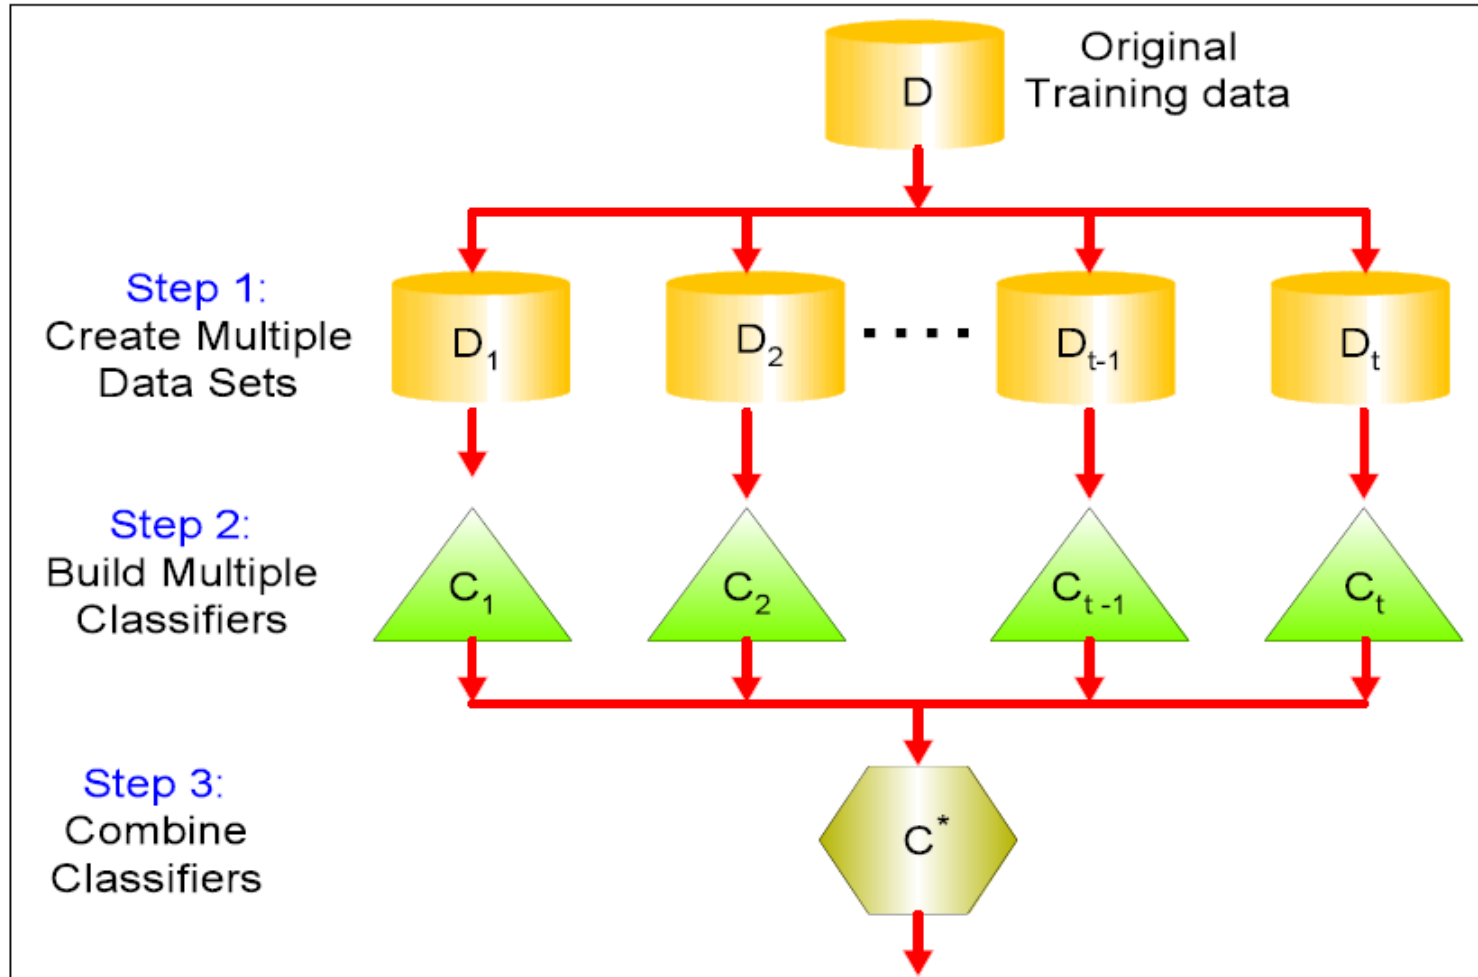 Original
Training data
D
Step 1:
Create Multiple
Data Sets
D1
D2
....
Dt-1
Dt
Step 2:
Build Multiple
Classifiers
C1
C2
Ct-1
Ct
Step 3:
Combine
Classifiers
C*